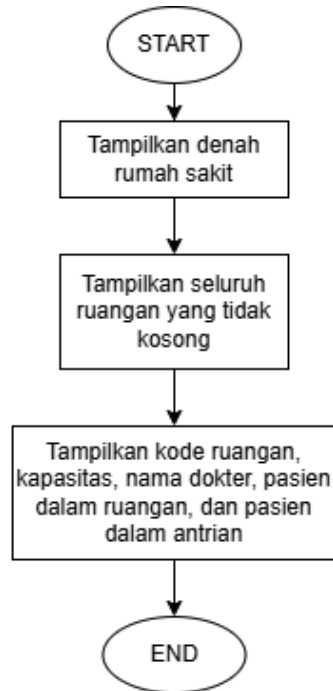 START
Tampilkan denah
rumah sakit
Tampilkan seluruh
ruangan yang tidak
kosong
Tampilkan kode ruangan,
kapasitas, nama dokter, pasien
dalam ruangan, dan pasien
dalam antrian
END